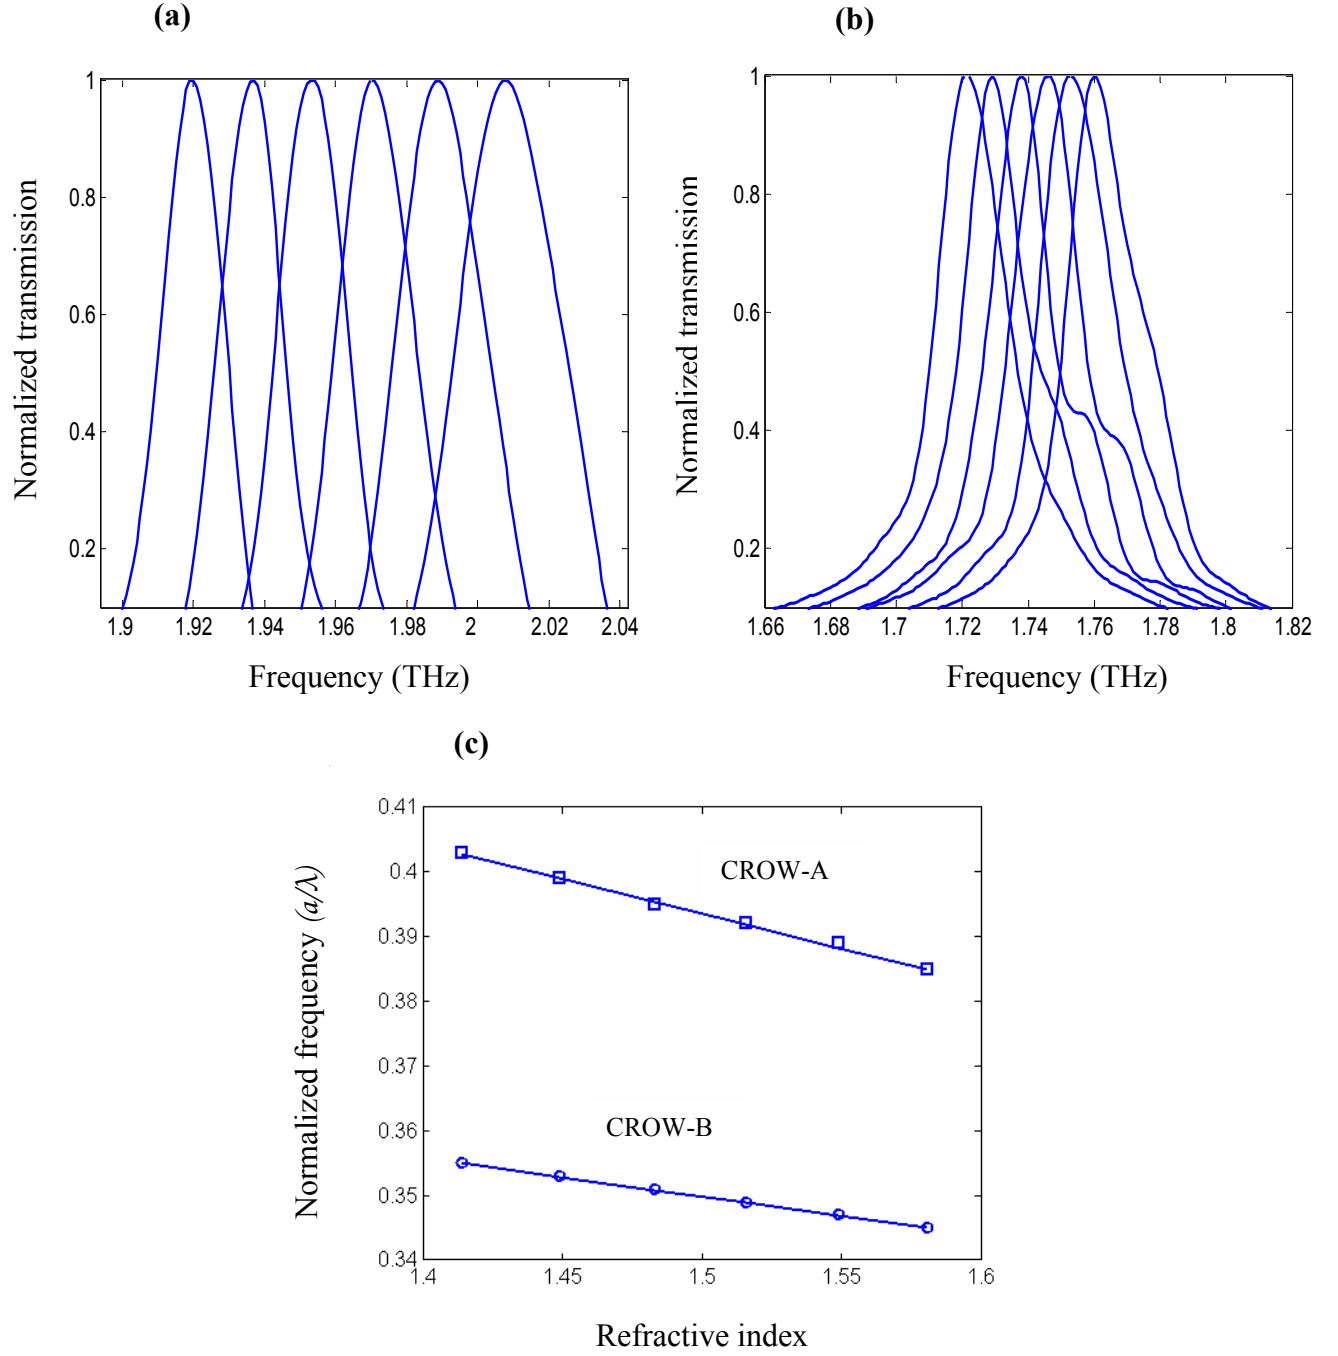 (a)
Normalized transmission
1
0.8
0.6
0.4
0.2
1.9 1.92 1.94 1.96 1.98 2 2.02 2.04
Frequency (THz)
(b)
Normalized transmission
1
0.8
0.6
0.4
0.2
1.66 1.68 1.7 1.72 1.74 1.76 1.78 1.8 1.82
Frequency (THz)
(c)
Normalized frequency (a/λ)
0.41
0.4
0.39
0.38
0.37
0.36
0.35
0.34
CROW-A
CROW-B
1.4 1.45 1.5 1.55 1.6
Refractive index